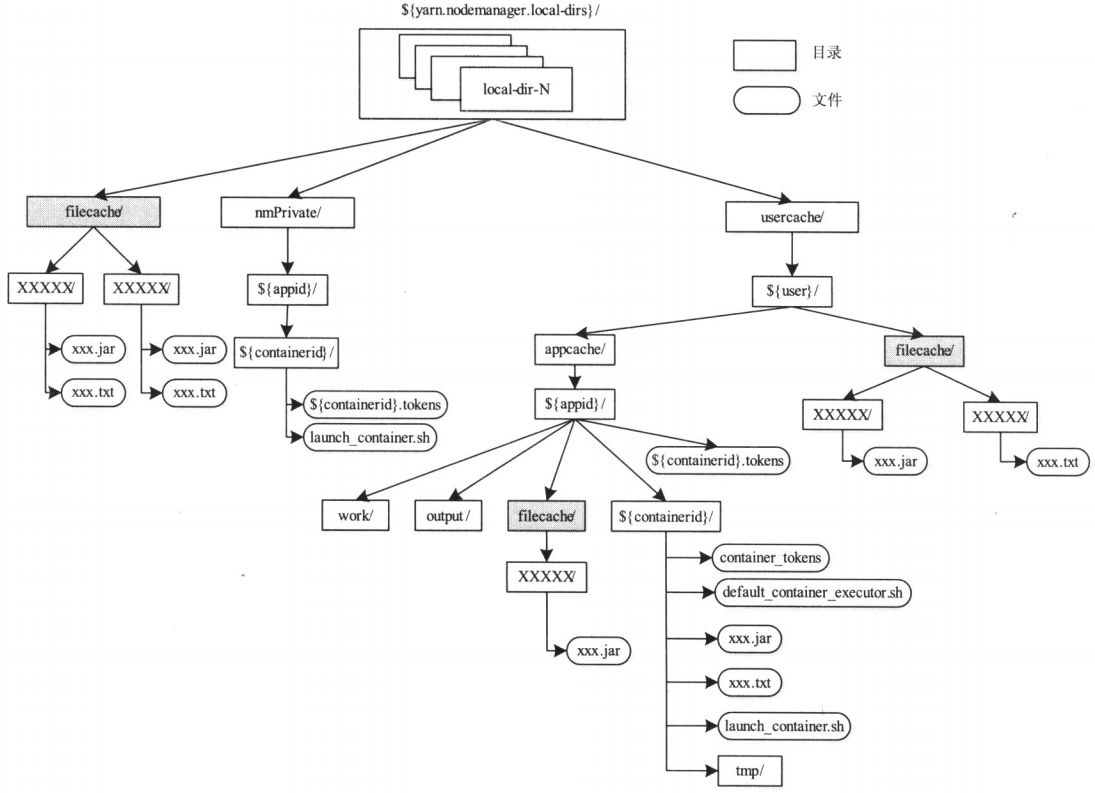 ${yarn.nodemanager.local-dirs}/
local-dir-N
目录
文件
filecache/
nmPrivate/
usercache/
XXXXX/
XXXXX/
${appid}/
${user}/
xxx.jar
xxx.jar
${containerid}/
appcache/
filecache/
xxx.txt
xxx.txt
${containerid}.tokens
${appid}/
XXXXX/
XXXXX/
launch_container.sh
${containerid}.tokens
xxx.jar
xxx.txt
work/
output/
filecache/
${containerid}/
container_tokens
XXXXX/
default_container_executor.sh
xxx.jar
xxx.jar
xxx.txt
launch_container.sh
tmp/